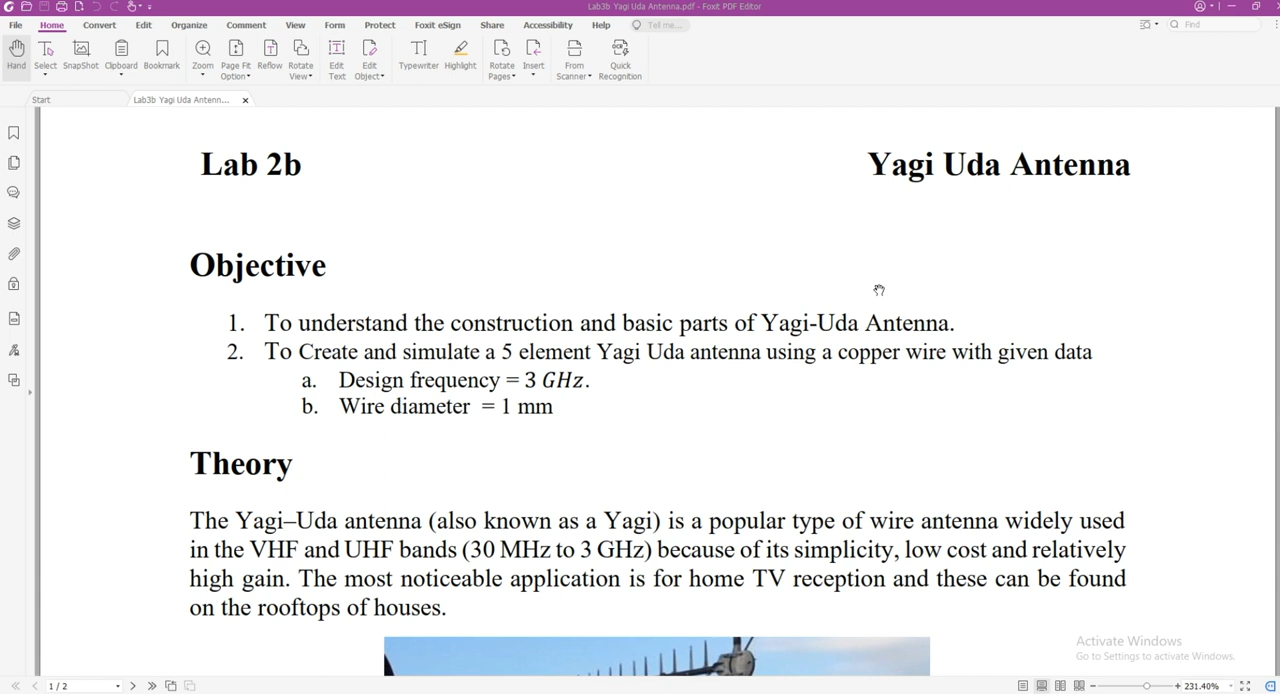 Lab3b Yagi Uda Antenna.pdf - Foxit PDF Editor
File Home Convert Edit Organize Comment View Form Protect Foxit eSign Share Accessibility Help Tell me... Find
Hand Select SnapShot Clipboard Bookmark Zoom Page Fit Option Reflow Rotate View Edit Text Edit Object Typewriter Highlight Rotate Pages Insert From Scanner Quick Recognition
Start Lab3b Yagi Uda Antenn...
Lab 2b Yagi Uda Antenna
Objective
1. To understand the construction and basic parts of Yagi-Uda Antenna.
2. To Create and simulate a 5 element Yagi Uda antenna using a copper wire with given data
a. Design frequency = 3 GHz.
b. Wire diameter = 1 mm
Theory
The Yagi–Uda antenna (also known as a Yagi) is a popular type of wire antenna widely used
in the VHF and UHF bands (30 MHz to 3 GHz) because of its simplicity, low cost and relatively
high gain. The most noticeable application is for home TV reception and these can be found
on the rooftops of houses.
Activate Windows
Go to Settings to activate Windows.
1 / 2 231.40%